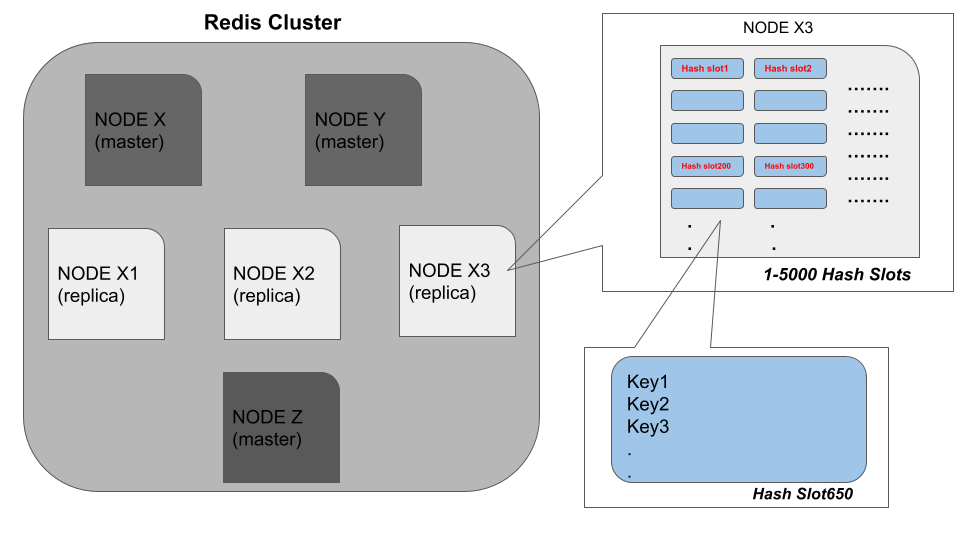 Redis Cluster
NODE X
(master)
NODE Y
(master)
NODE X1
(replica)
NODE X2
(replica)
NODE X3
(replica)
NODE Z
(master)
NODE X3
Hash slot1
Hash slot2
.......
.......
.......
Hash slot200
Hash slot300
.......
.......
.......
. .
. .
1-5000 Hash Slots
Key1
Key2
Key3
.
.
Hash Slot650